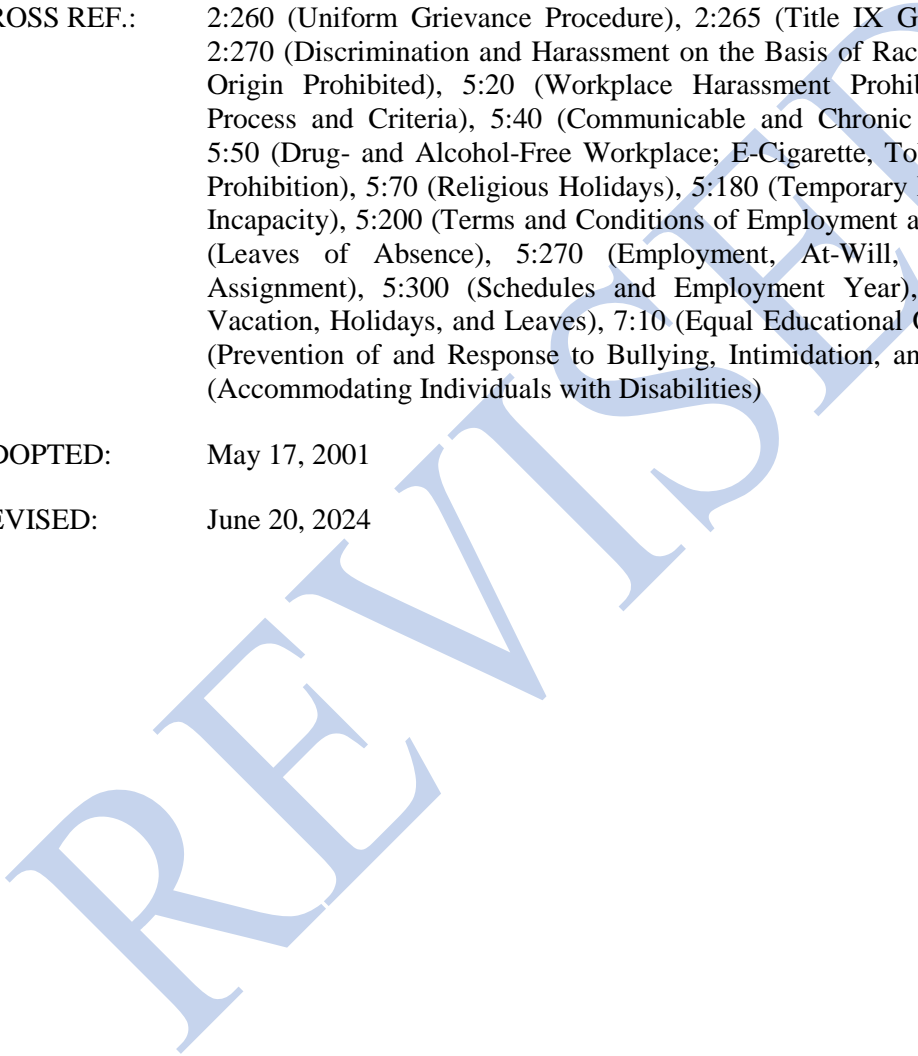 ROSS REF.: 2:260 (Uniform Grievance Procedure), 2:265 (Title IX G
2:270 (Discrimination and Harassment on the Basis of Rac
Origin Prohibited), 5:20 (Workplace Harassment Prohib
Process and Criteria), 5:40 (Communicable and Chronic
5:50 (Drug- and Alcohol-Free Workplace; E-Cigarette, To
Prohibition), 5:70 (Religious Holidays), 5:180 (Temporary
Incapacity), 5:200 (Terms and Conditions of Employment a
(Leaves of Absence), 5:270 (Employment, At-Will,
Assignment), 5:300 (Schedules and Employment Year),
Vacation, Holidays, and Leaves), 7:10 (Equal Educational
(Prevention of and Response to Bullying, Intimidation, an
(Accommodating Individuals with Disabilities)
DOPTED: May 17, 2001
EVISED: June 20, 2024
REVISED